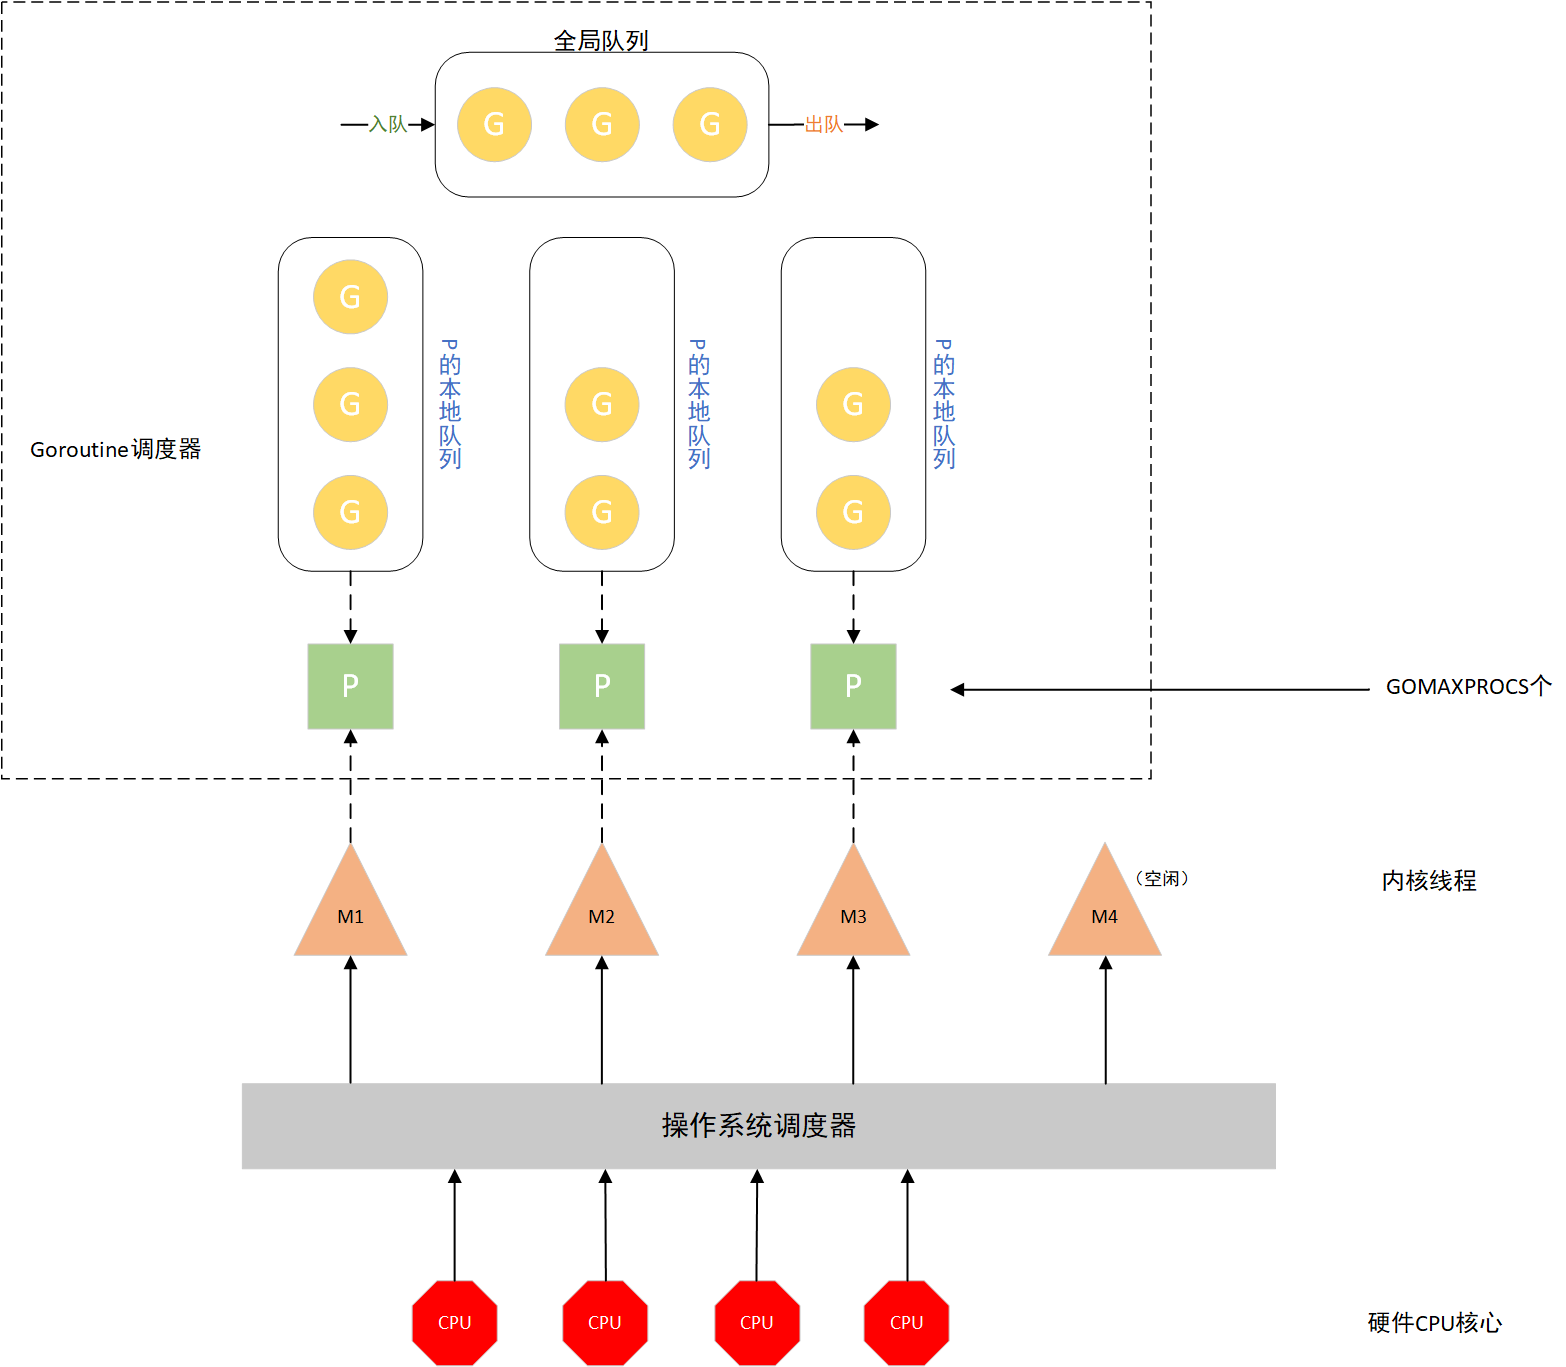 全局队列
入队
G
G
G
出队
G
G
G
P的本地队列
G
G
P的本地队列
G
G
P的本地队列
Goroutine调度器
P
P
P
GOMAXPROCS个
M1
M2
M3
M4
（空闲）
内核线程
操作系统调度器
CPU
CPU
CPU
CPU
硬件CPU核心